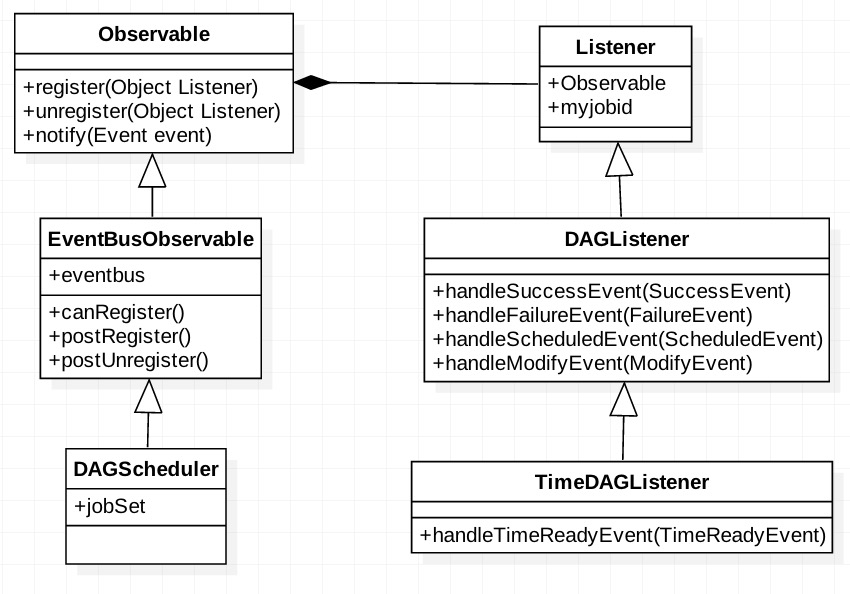 Observable
+register(Object Listener)
+unregister(Object Listener)
+notify(Event event)
Listener
+Observable
+myjobid
EventBusObservable
+eventbus
+canRegister()
+postRegister()
+postUnregister()
DAGListener
+handleSuccessEvent(SuccessEvent)
+handleFailureEvent(FailureEvent)
+handleScheduledEvent(ScheduledEvent)
+handleModifyEvent(ModifyEvent)
DAGScheduler
+jobSet
TimeDAGListener
+handleTimeReadyEvent(TimeReadyEvent)